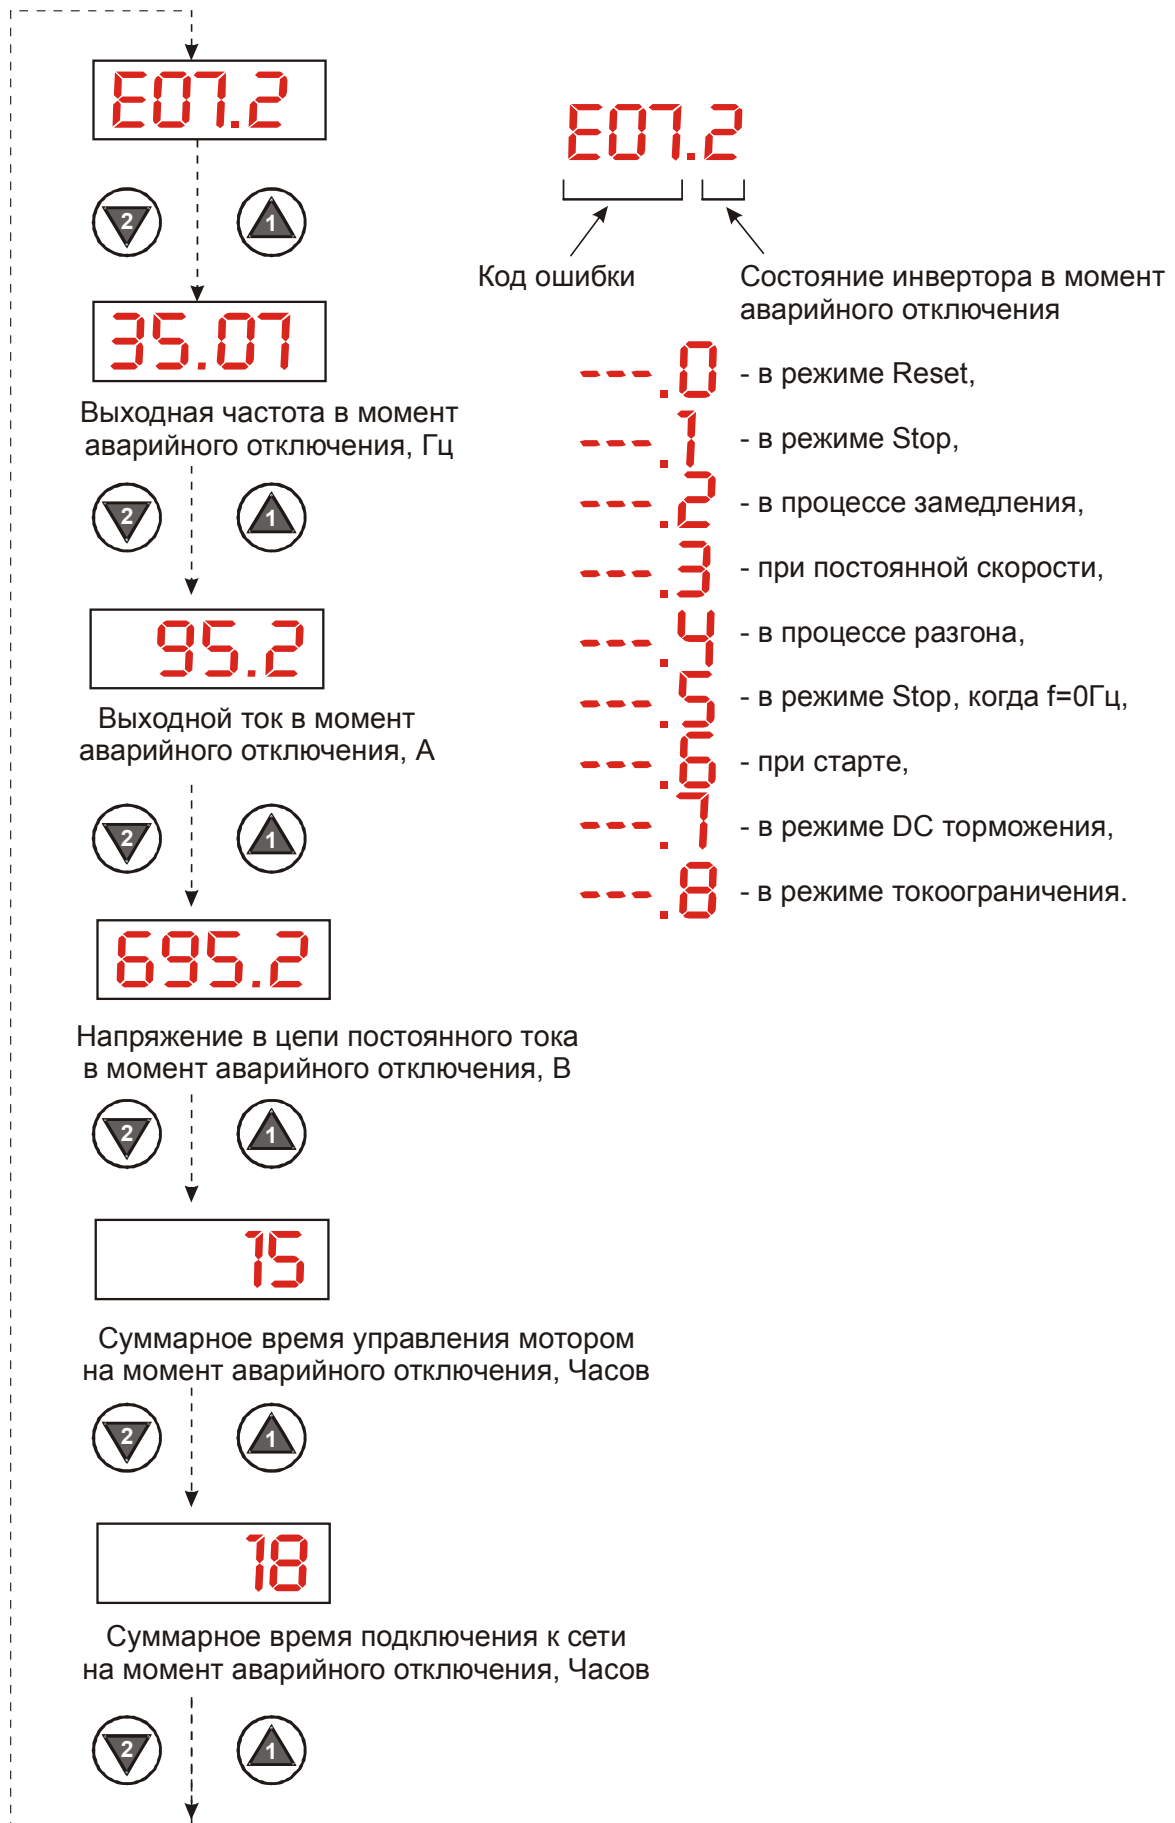 E07.2
2 1
35.07
Выходная частота в момент
аварийного отключения, Гц
2 1
95.2
Выходной ток в момент
аварийного отключения, А
2 1
695.2
Напряжение в цепи постоянного тока
в момент аварийного отключения, В
2 1
15
Суммарное время управления мотором
на момент аварийного отключения, Часов
2 1
18
Суммарное время подключения к сети
на момент аварийного отключения, Часов
2 1
E07.2
Код ошибки
Состояние инвертора в момент
аварийного отключения
---.0 - в режиме Reset,
---.1 - в режиме Stop,
---.2 - в процессе замедления,
---.3 - при постоянной скорости,
---.4 - в процессе разгона,
---.5 - в режиме Stop, когда f=0Гц,
---.6 - при старте,
---.7 - в режиме DC торможения,
---.8 - в режиме токоограничения.